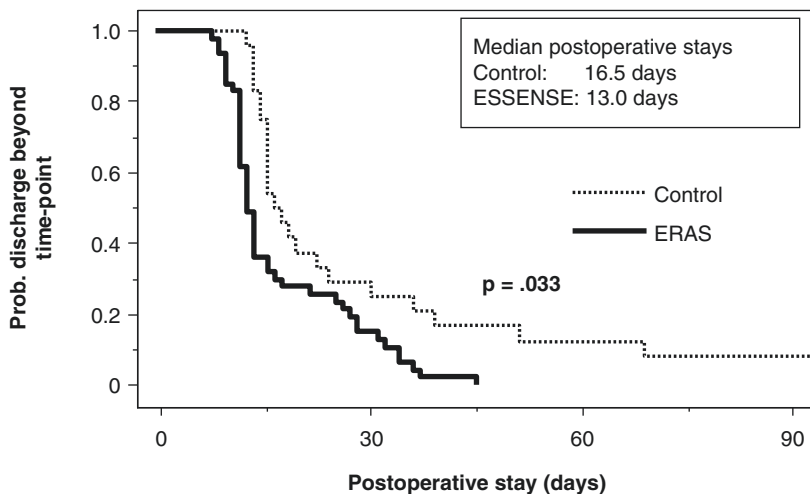 Median postoperative stays
Control: 16.5 days
ESSENSE: 13.0 days
Control
ERAS
p = .033
Prob. discharge beyond
time-point
1.0
0.8
0.6
0.4
0.2
0
0
30
60
90
Postoperative stay (days)